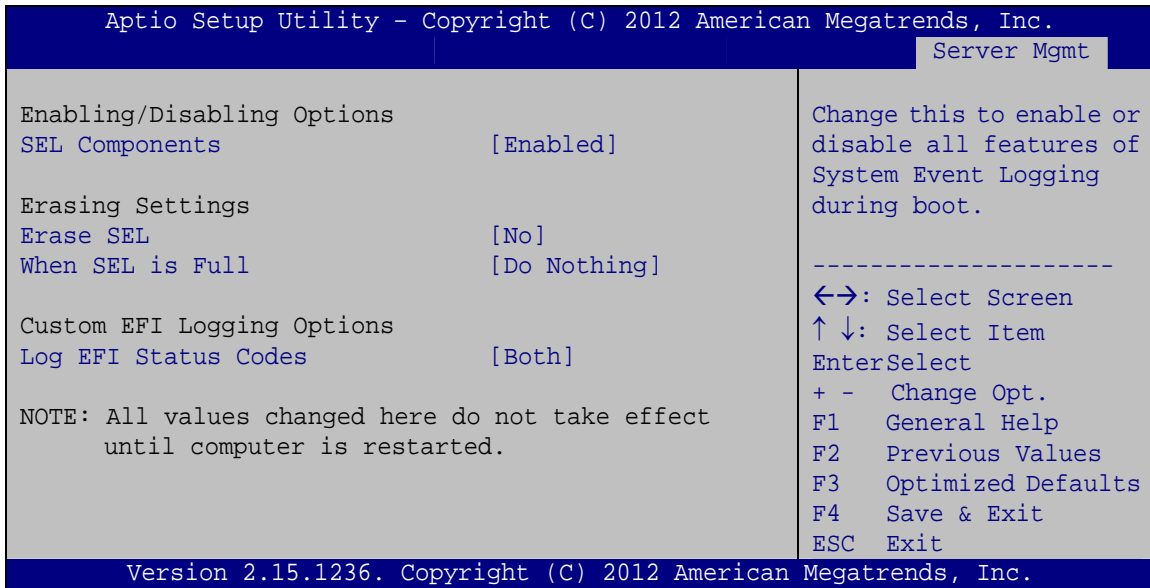 Aptio Setup Utility – Copyright (C) 2012 American Megatrends, Inc.
Server Mgmt
Enabling/Disabling Options
SEL Components [Enabled]
Erasing Settings
Erase SEL [No]
When SEL is Full [Do Nothing]
Custom EFI Logging Options
Log EFI Status Codes [Both]
NOTE: All values changed here do not take effect
until computer is restarted.
Change this to enable or
disable all features of
System Event Logging
during boot.
---------------------
←→: Select Screen
↑ ↓: Select Item
EnterSelect
+ - Change Opt.
F1 General Help
F2 Previous Values
F3 Optimized Defaults
F4 Save & Exit
ESC Exit
Version 2.15.1236. Copyright (C) 2012 American Megatrends, Inc.